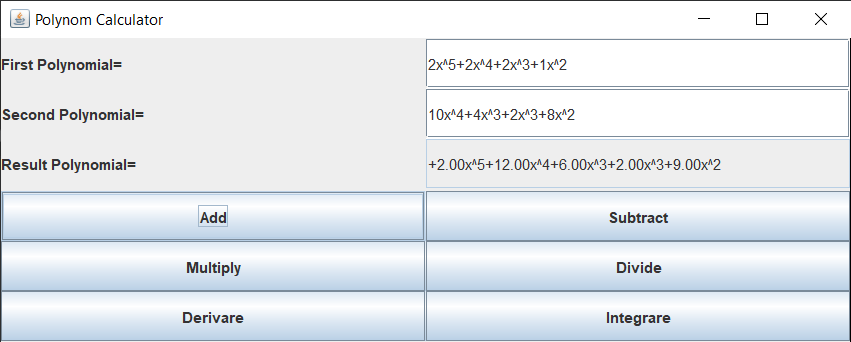 Polynom Calculator
First Polynomial= 2x^5+2x^4+2x^3+1x^2
Second Polynomial= 10x^4+4x^3+2x^3+8x^2
Result Polynomial= +2.00x^5+12.00x^4+6.00x^3+2.00x^3+9.00x^2
Add Subtract
Multiply Divide
Derivare Integrare